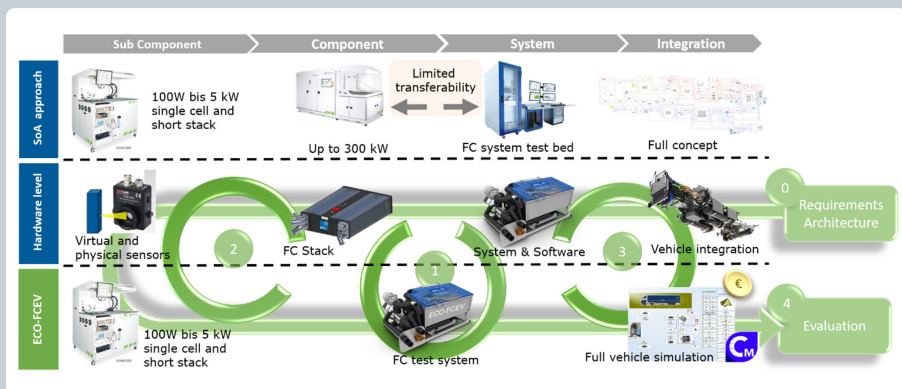 Sub Component
Component
System
Integration
SoA approach
100W bis 5 kW
single cell and
short stack
Up to 300 kW
Limited
transferability
FC system test bed
Full concept
Hardware level
Virtual and
physical sensors
2
FC Stack
1
System & Software
3
Vehicle integration
0
Requirements
Architecture
ECO-FCEV
100W bis 5 kW
single cell and
short stack
ECO-FCEV
FC test system
Full vehicle simulation
€
CM
4
Evaluation